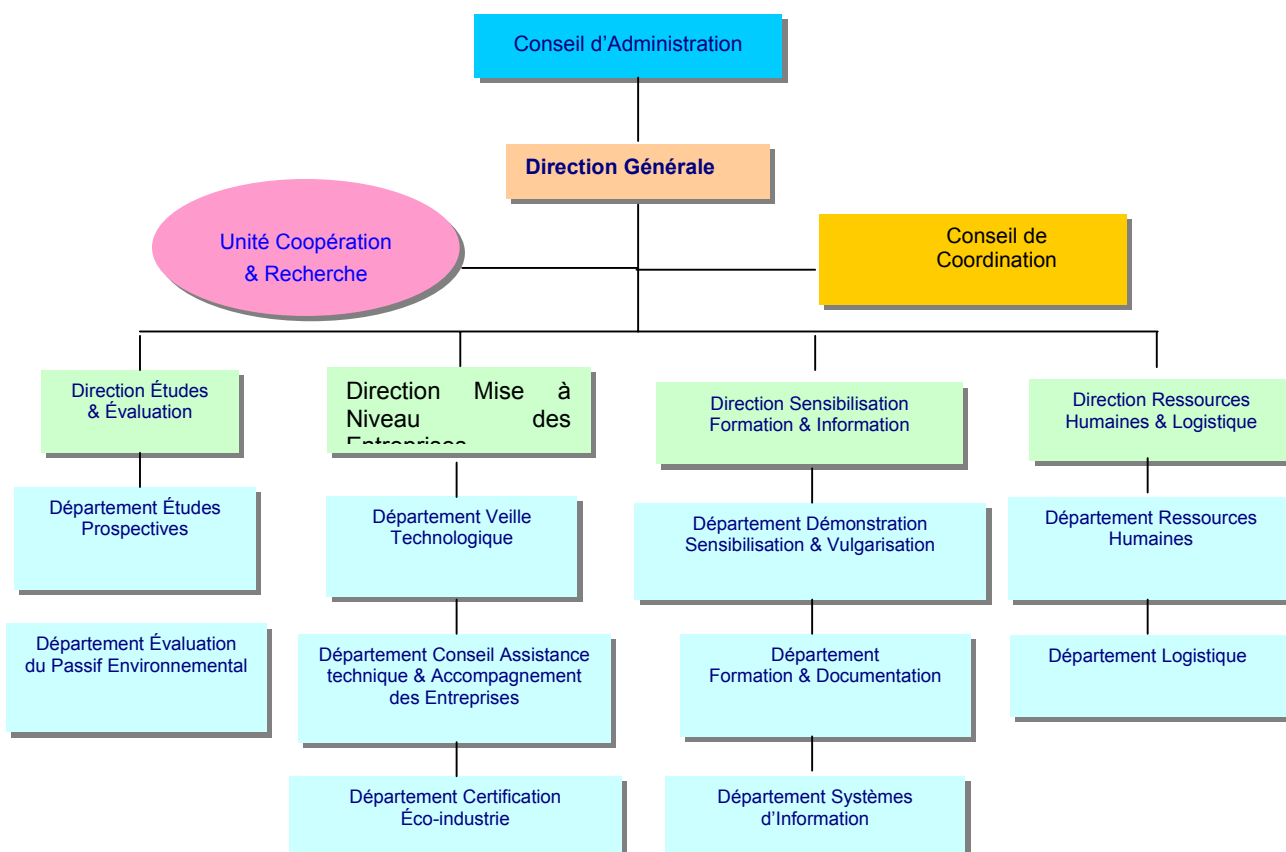 Conseil d’Administration
Direction Générale
Unité Coopération
& Recherche
Conseil de
Coordination
Direction Études
& Évaluation
Direction Mise à
Niveau des
Entreprises
Direction Sensibilisation
Formation & Information
Direction Ressources
Humaines & Logistique
Département Études
Prospectives
Département Veille
Technologique
Département Démonstration
Sensibilisation & Vulgarisation
Département Ressources
Humaines
Département Évaluation
du Passif Environnemental
Département Conseil Assistance
technique & Accompagnement
des Entreprises
Département
Formation & Documentation
Département Logistique
Département Certification
Éco-industrie
Département Systèmes
d’Information